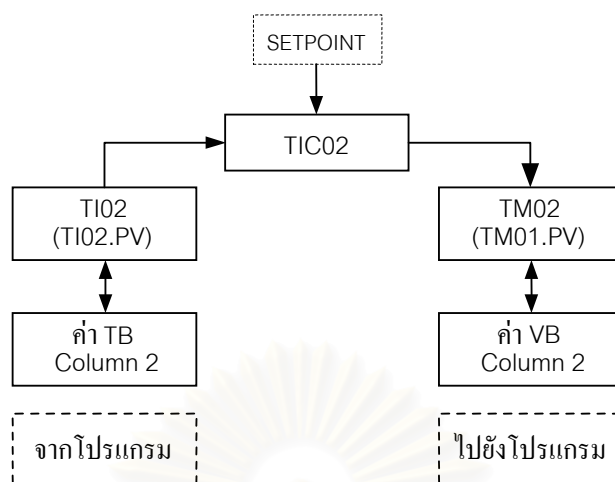 SETPOINT
TIC02
TI02
(TI02.PV)
TM02
(TM01.PV)
ค่า TB
Column 2
ค่า VB
Column 2
จากโปรแกรม
ไปยังโปรแกรม